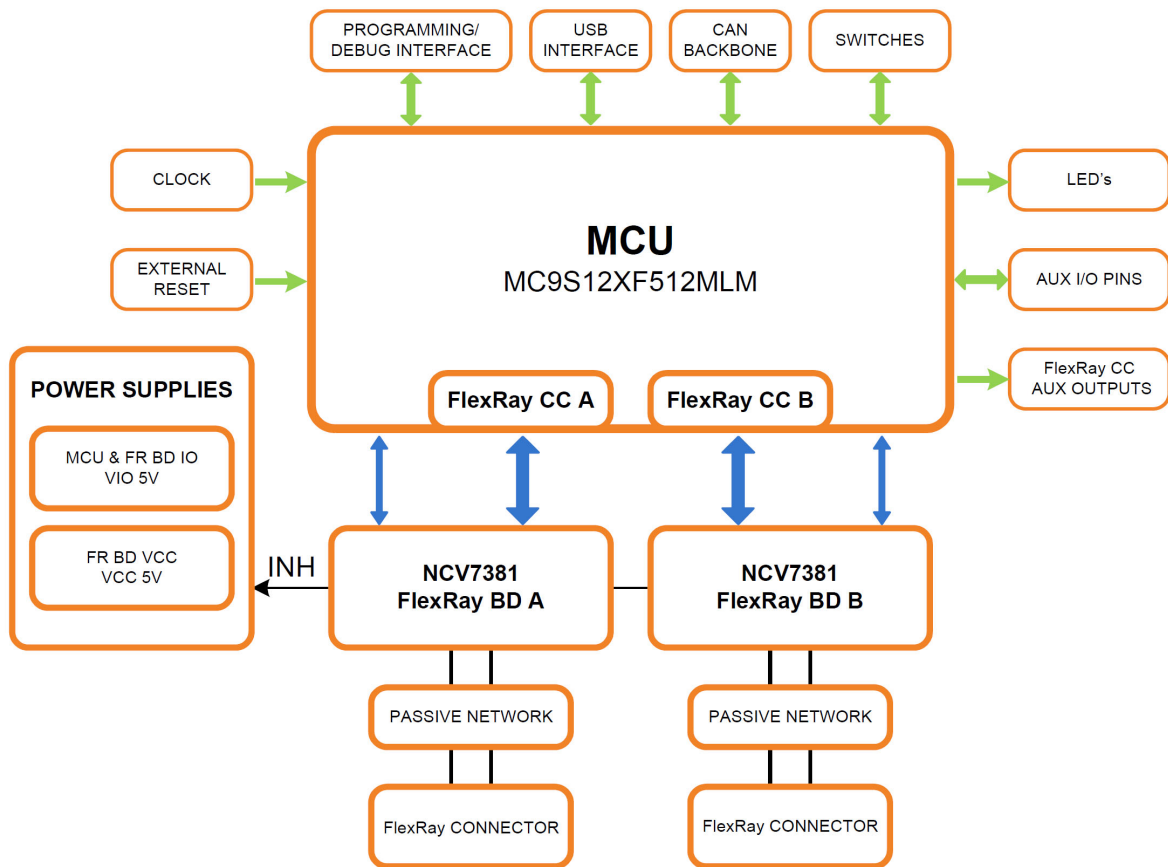 PROGRAMMING/
DEBUG INTERFACE
USB
INTERFACE
CAN
BACKBONE
SWITCHES
CLOCK
EXTERNAL
RESET
MCU
MC9S12XF512MLM
LED's
AUX I/O PINS
FlexRay CC
AUX OUTPUTS
FlexRay CC A
FlexRay CC B
POWER SUPPLIES
MCU & FR BD IO
VIO 5V
FR BD VCC
VCC 5V
INH
NCV7381
FlexRay BD A
NCV7381
FlexRay BD B
PASSIVE NETWORK
PASSIVE NETWORK
FlexRay CONNECTOR
FlexRay CONNECTOR